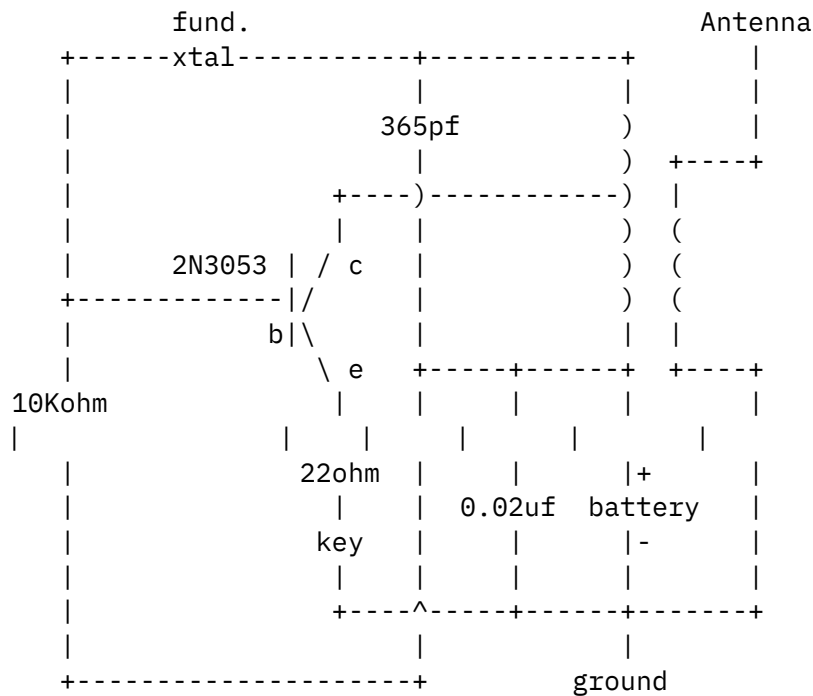 fund. Antenna
xtal
365pf
2N3053 c
b
e
10Kohm
22ohm +
0.02uf battery
key -
ground